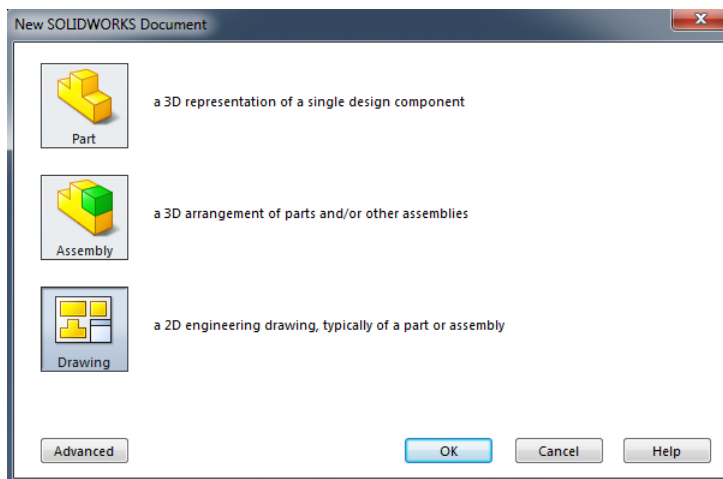 New SOLIDWORKS Document
Part
a 3D representation of a single design component
Assembly
a 3D arrangement of parts and/or other assemblies
Drawing
a 2D engineering drawing, typically of a part or assembly
Advanced
OK
Cancel
Help